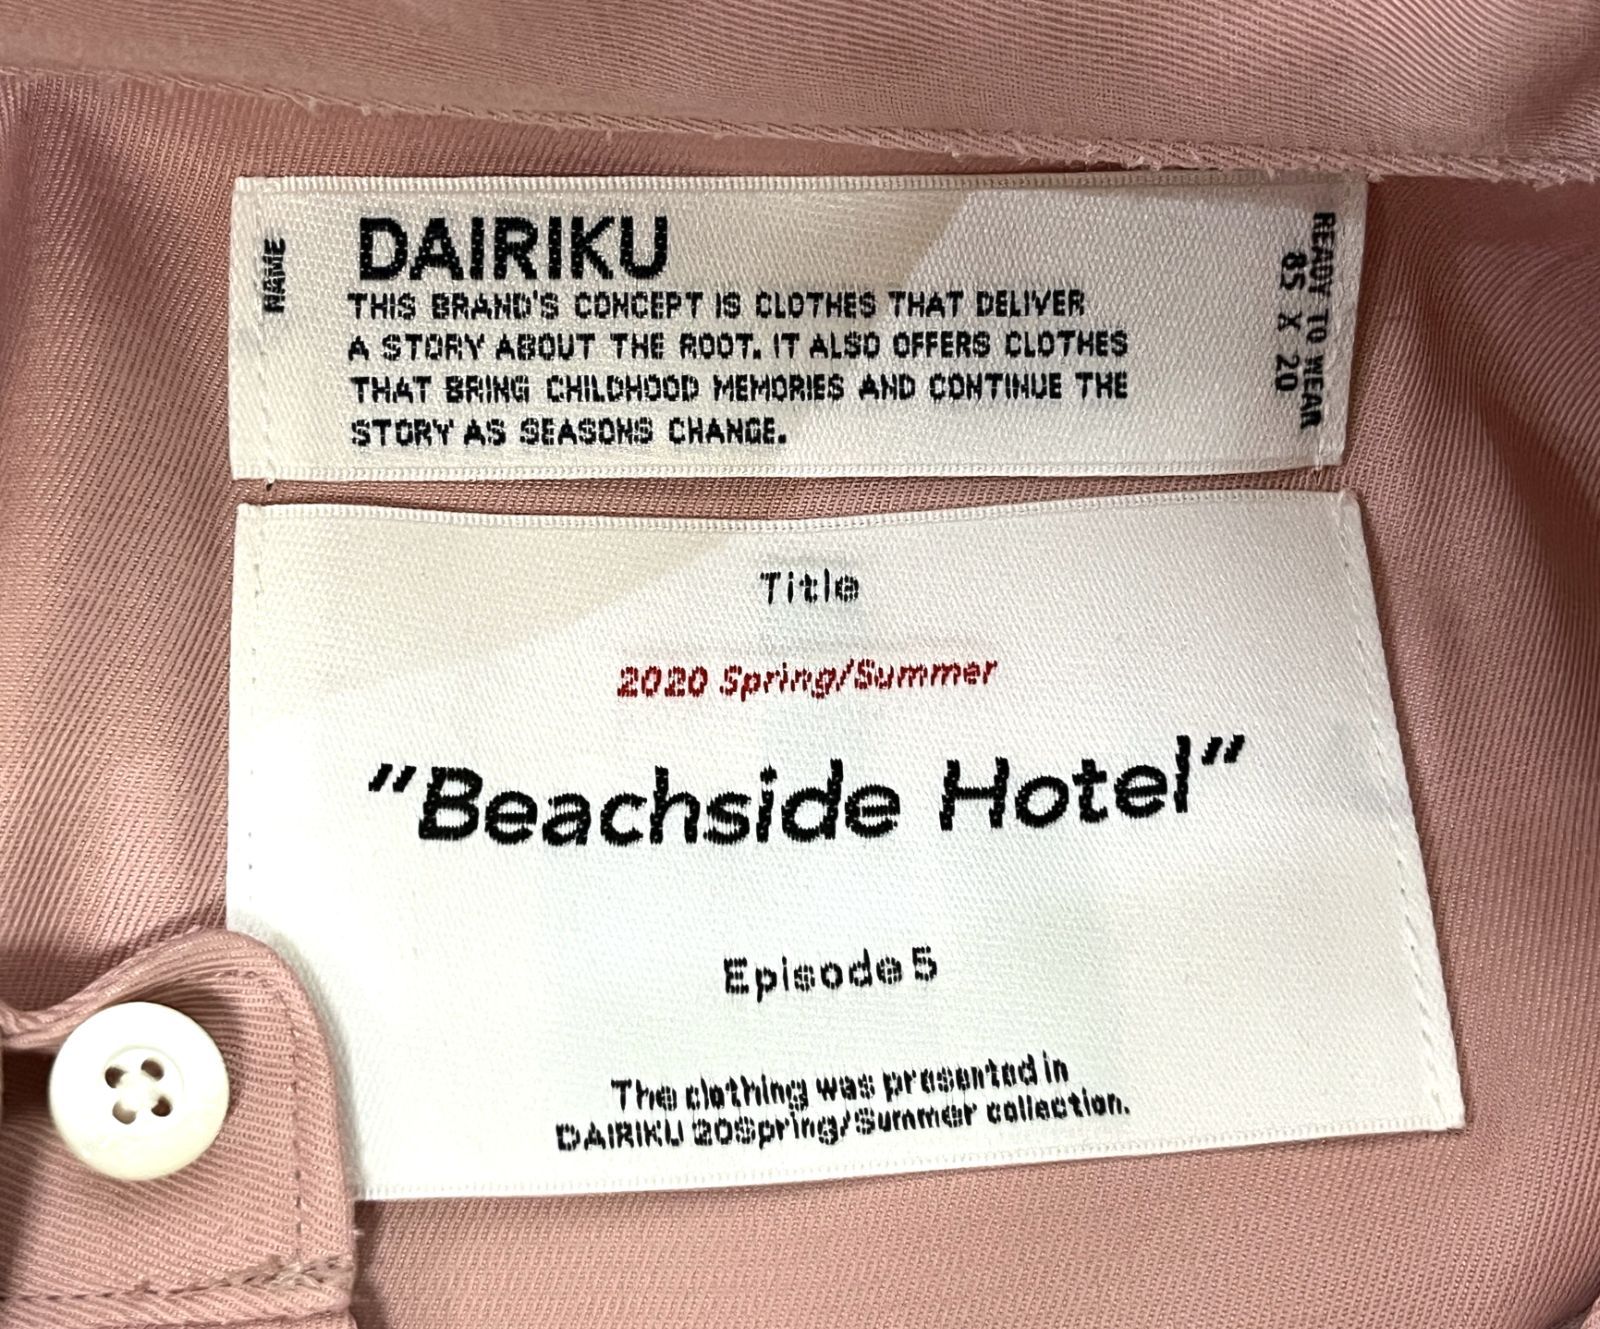 NAME
DAIRIKU
THIS BRAND'S CONCEPT IS CLOTHES THAT DELIVER
A STORY ABOUT THE ROOT. IT ALSO OFFERS CLOTHES
THAT BRING CHILDHOOD MEMORIES AND CONTINUE THE
STORY AS SEASONS CHANGE.
READY TO WEAR
85 X 20
Title
2020 Spring/Summer
"Beachside Hotel"
Episode 5
The clothing was presented in
DAIRIKU 20Spring/Summer collection.